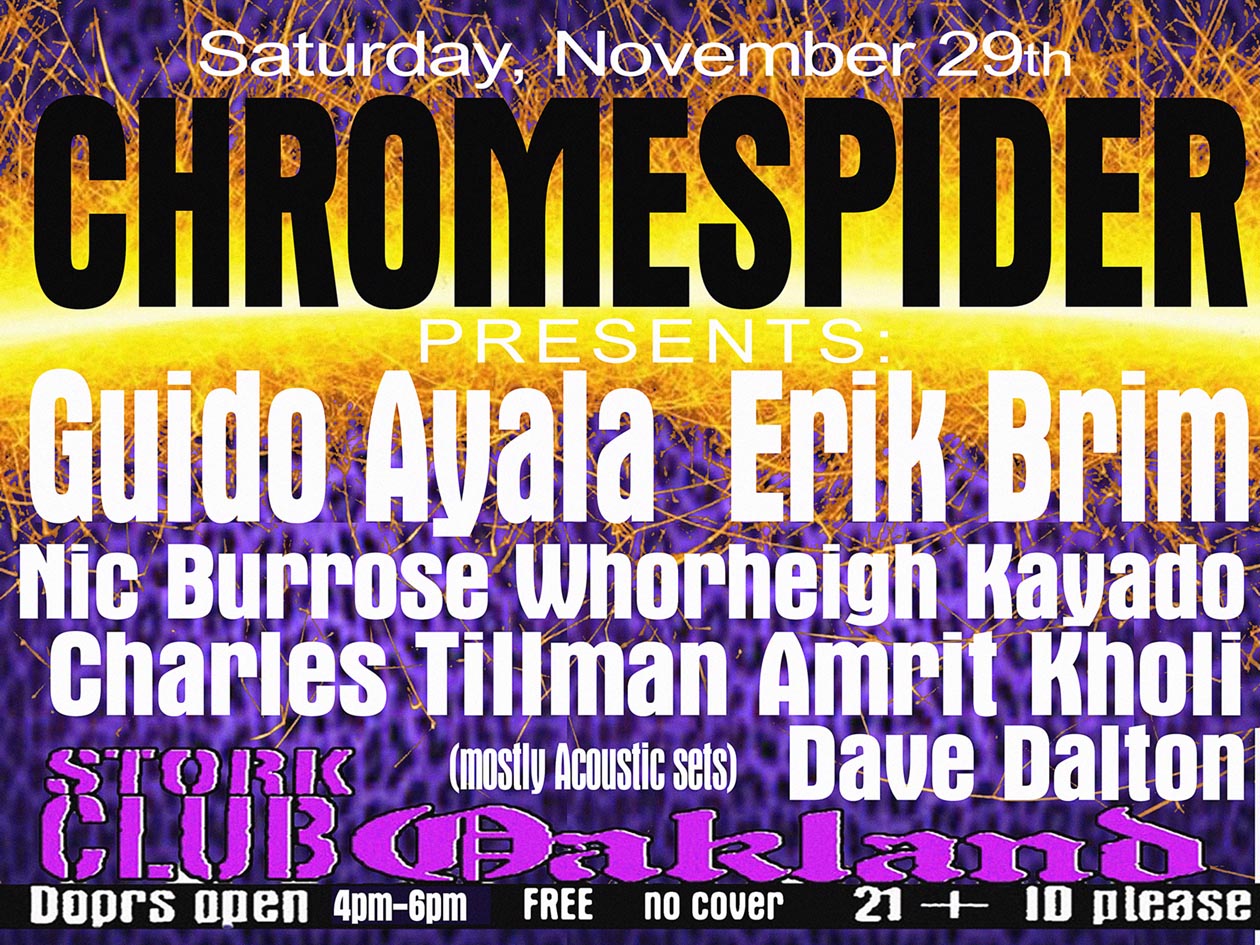 Saturday, November 29th
CHROMESPIDER
PRESENTS:
Guido Ayala Erik Brim
Nic Burrose Whorheigh Kayado
Charles Tillman Amrit Kholi
(mostly Acoustic sets) Dave Dalton
STORK
CLUB Oakland
Doprs open 4pm-6pm FREE no cover 21 + ID please